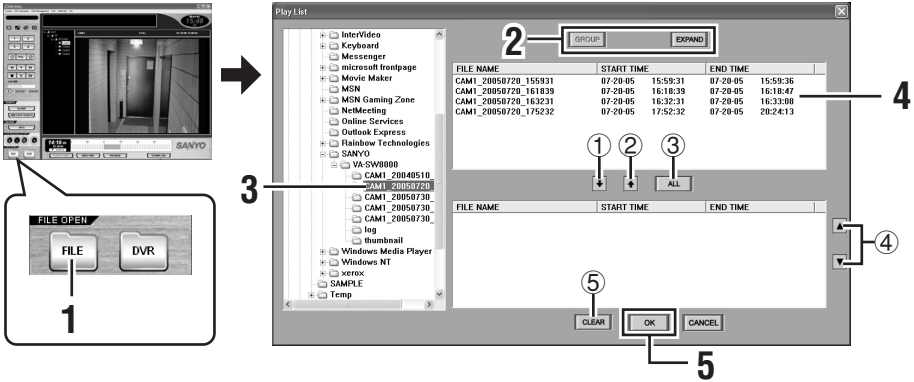 SANYO
FILE OPEN
FILE
DVR
1
Play List
InterVideo
Keyboard
Messenger
microsoft frontpage
Movie Maker
MSN
MSN Gaming Zone
NetMeeting
Online Services
Outlook Express
Rainbow Technologies
SANYO
VA-SW8000
CAM1_20040510_
CAM1_20050720
CAM1_20050730_
CAM1_20050730_
CAM1_20050730_
log
thumbnail
Windows Media Player
Windows NT
xerox
SAMPLE
Temp
3
2
GROUP
EXPAND
FILE NAME START TIME END TIME
CAM1_20050720_155931 07-20-05 15:59:31 07-20-05 15:59:36
CAM1_20050720_161839 07-20-05 16:18:39 07-20-05 16:18:47
CAM1_20050720_163231 07-20-05 16:32:31 07-20-05 16:33:08
CAM1_20050720_175232 07-20-05 17:52:32 07-20-05 20:24:13
4
① ② ③
ALL
FILE NAME START TIME END TIME
④
⑤
CLEAR
OK
CANCEL
5